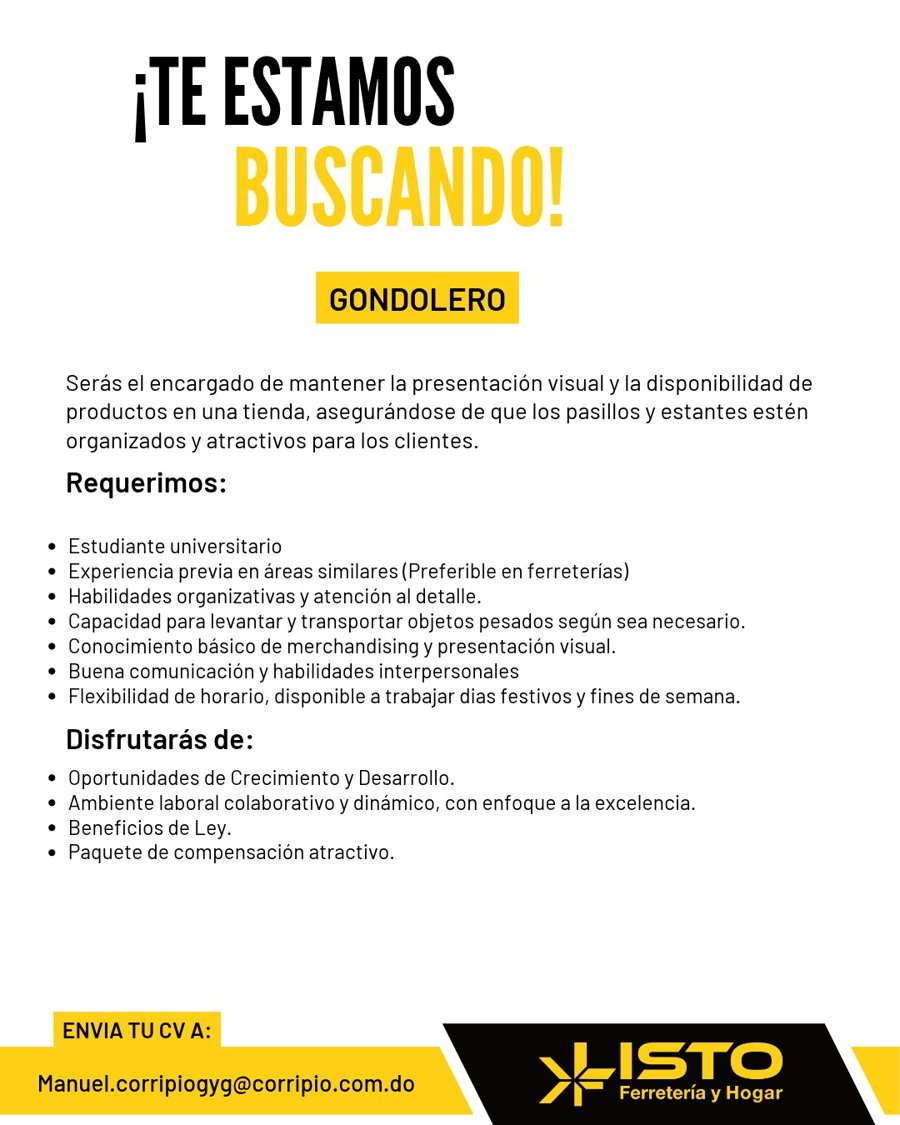 ¡TE ESTAMOS
BUSCANDO!
GONDOLERO
Serás el encargado de mantener la presentación visual y la disponibilidad de
productos en una tienda, asegurándose de que los pasillos y estantes estén
organizados y atractivos para los clientes.
Requerimos:
• Estudiante universitario
• Experiencia previa en áreas similares (Preferible en ferreterías)
• Habilidades organizativas y atención al detalle.
• Capacidad para levantar y transportar objetos pesados según sea necesario.
• Conocimiento básico de merchandising y presentación visual.
• Buena comunicación y habilidades interpersonales
• Flexibilidad de horario, disponible a trabajar dias festivos y fines de semana.
Disfrutarás de:
• Oportunidades de Crecimiento y Desarrollo.
• Ambiente laboral colaborativo y dinámico, con enfoque a la excelencia.
• Beneficios de Ley.
• Paquete de compensación atractivo.
ENVIA TU CV A:
Manuel.corripiogyg@corripio.com.do
LISTO
Ferretería y Hogar